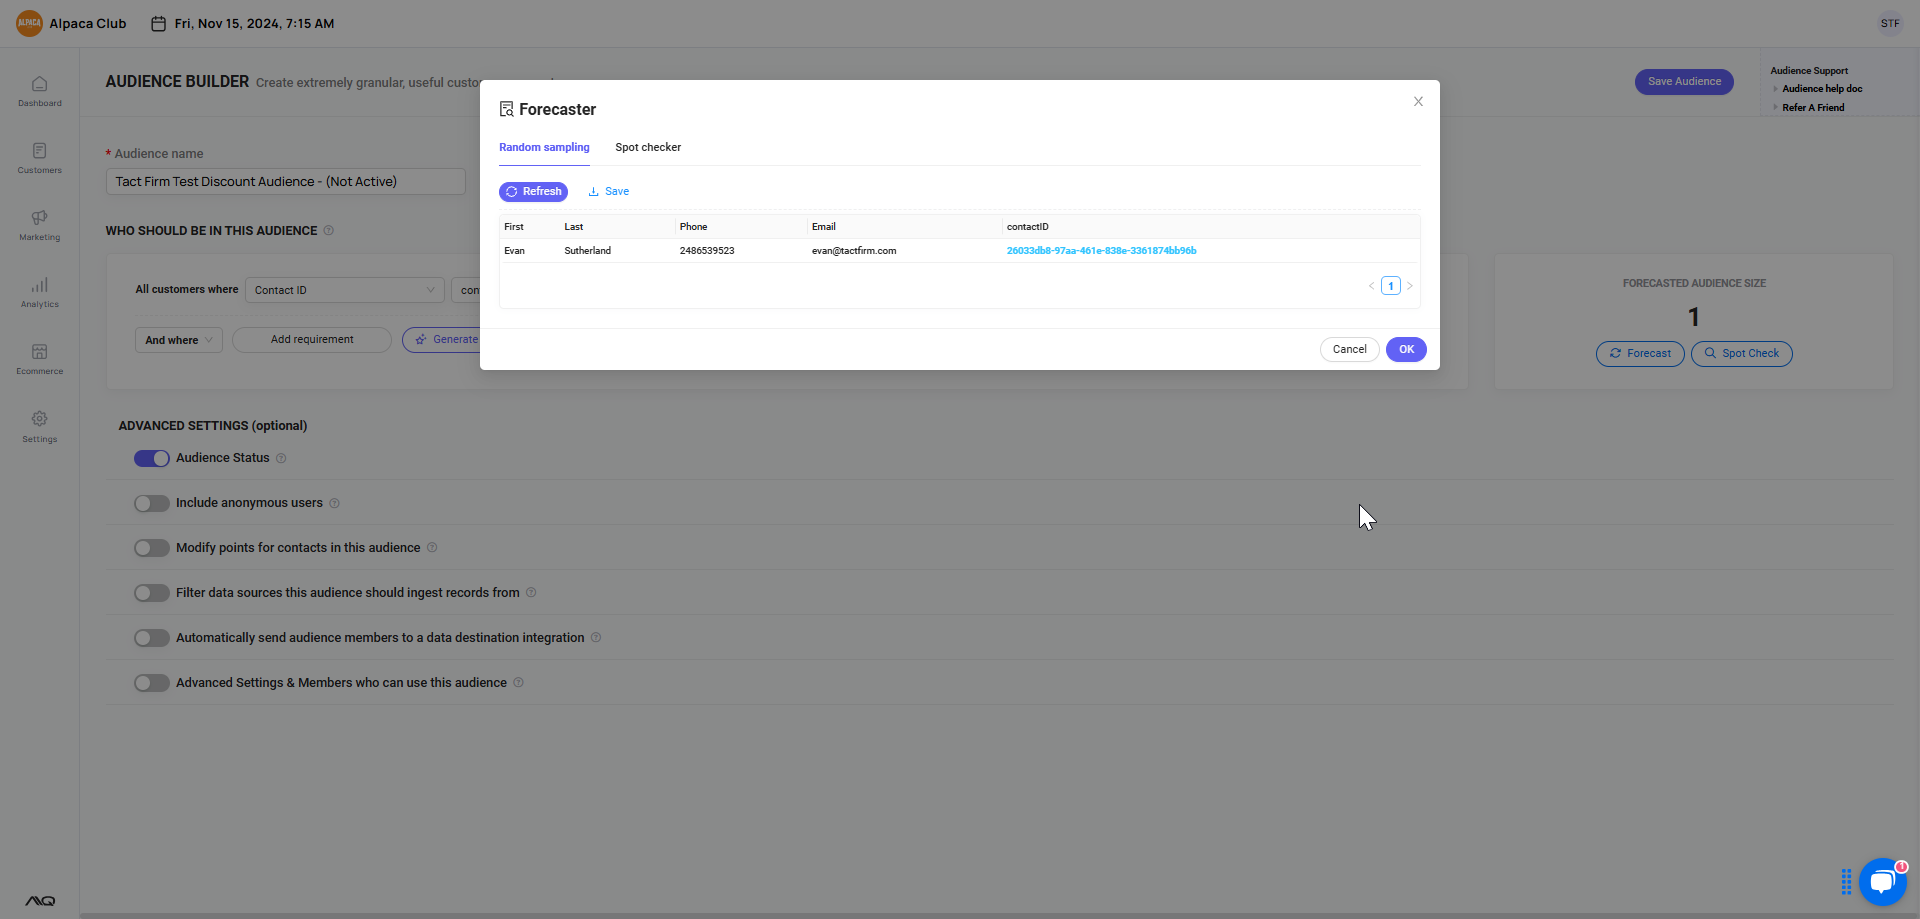 ALPACA
Alpaca Club
Fri, Nov 15, 2024, 7:15 AM
STF
Dashboard
Customers
Marketing
Analytics
Ecommerce
Settings
AUDIENCE BUILDER Create extremely granular, useful
Save Audience
Audience Support
Audience help doc
Refer A Friend
* Audience name
Tact Firm Test Discount Audience - (Not Active)
WHO SHOULD BE IN THIS AUDIENCE
All customers where
Contact ID
And where
Add requirement
Generate
Forecaster
Random sampling
Spot checker
Refresh
Save
First Last Phone Email contactID
Evan Sutherland 2486539523 evan@tactfirm.com 26033db8-97aa-461e-838e-3361874bb96b
< 1 >
Cancel
OK
FORECASTED AUDIENCE SIZE
1
Forecast
Spot Check
ADVANCED SETTINGS (optional)
Audience Status
Include anonymous users
Modify points for contacts in this audience
Filter data sources this audience should ingest records from
Automatically send audience members to a data destination integration
Advanced Settings & Members who can use this audience
1